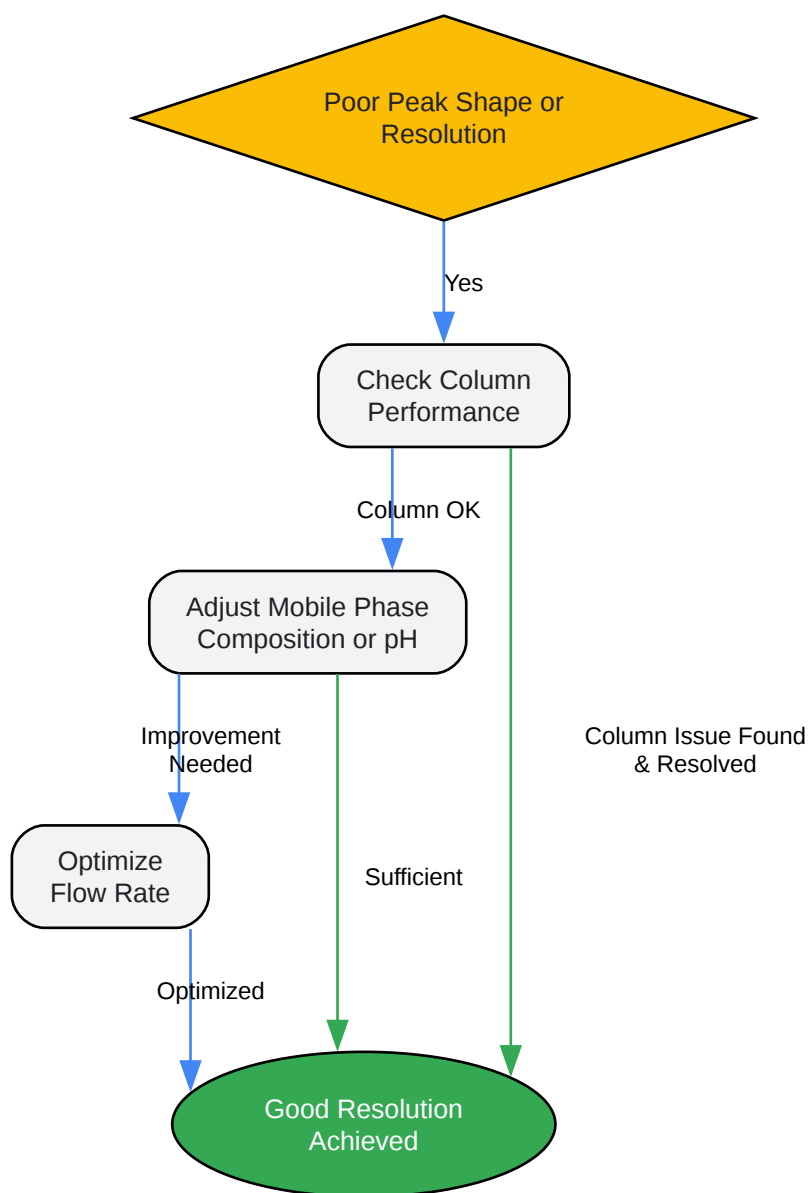 Poor Peak Shape or
Resolution
Yes
Check Column
Performance
Column OK
Adjust Mobile Phase
Composition or pH
Improvement
Needed
Column Issue Found
& Resolved
Optimize
Flow Rate
Sufficient
Optimized
Good Resolution
Achieved